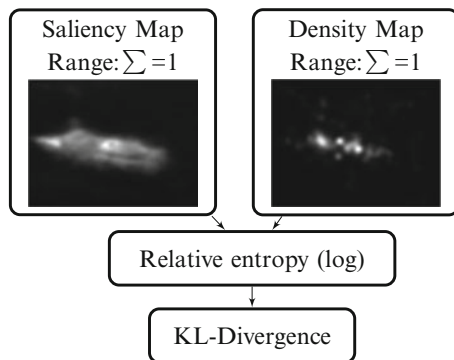 Saliency Map
Range: ∑ =1
Density Map
Range: ∑ =1
Relative entropy (log)
KL-Divergence